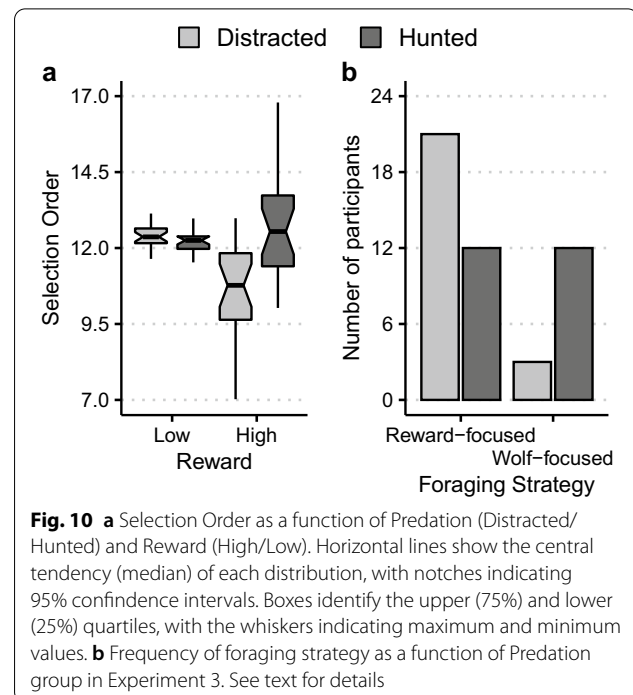 Distracted Hunted
a
17.0
14.5
12.0
9.5
7.0
Selection Order
Low High
Reward
b
24
18
12
6
0
Number of participants
Reward−focused
Wolf−focused
Foraging Strategy
Fig. 10 a Selection Order as a function of Predation (Distracted/
Hunted) and Reward (High/Low). Horizontal lines show the central
tendency (median) of each distribution, with notches indicating
95% confindence intervals. Boxes identify the upper (75%) and lower
(25%) quartiles, with the whiskers indicating maximum and minimum
values. b Frequency of foraging strategy as a function of Predation
group in Experiment 3. See text for details